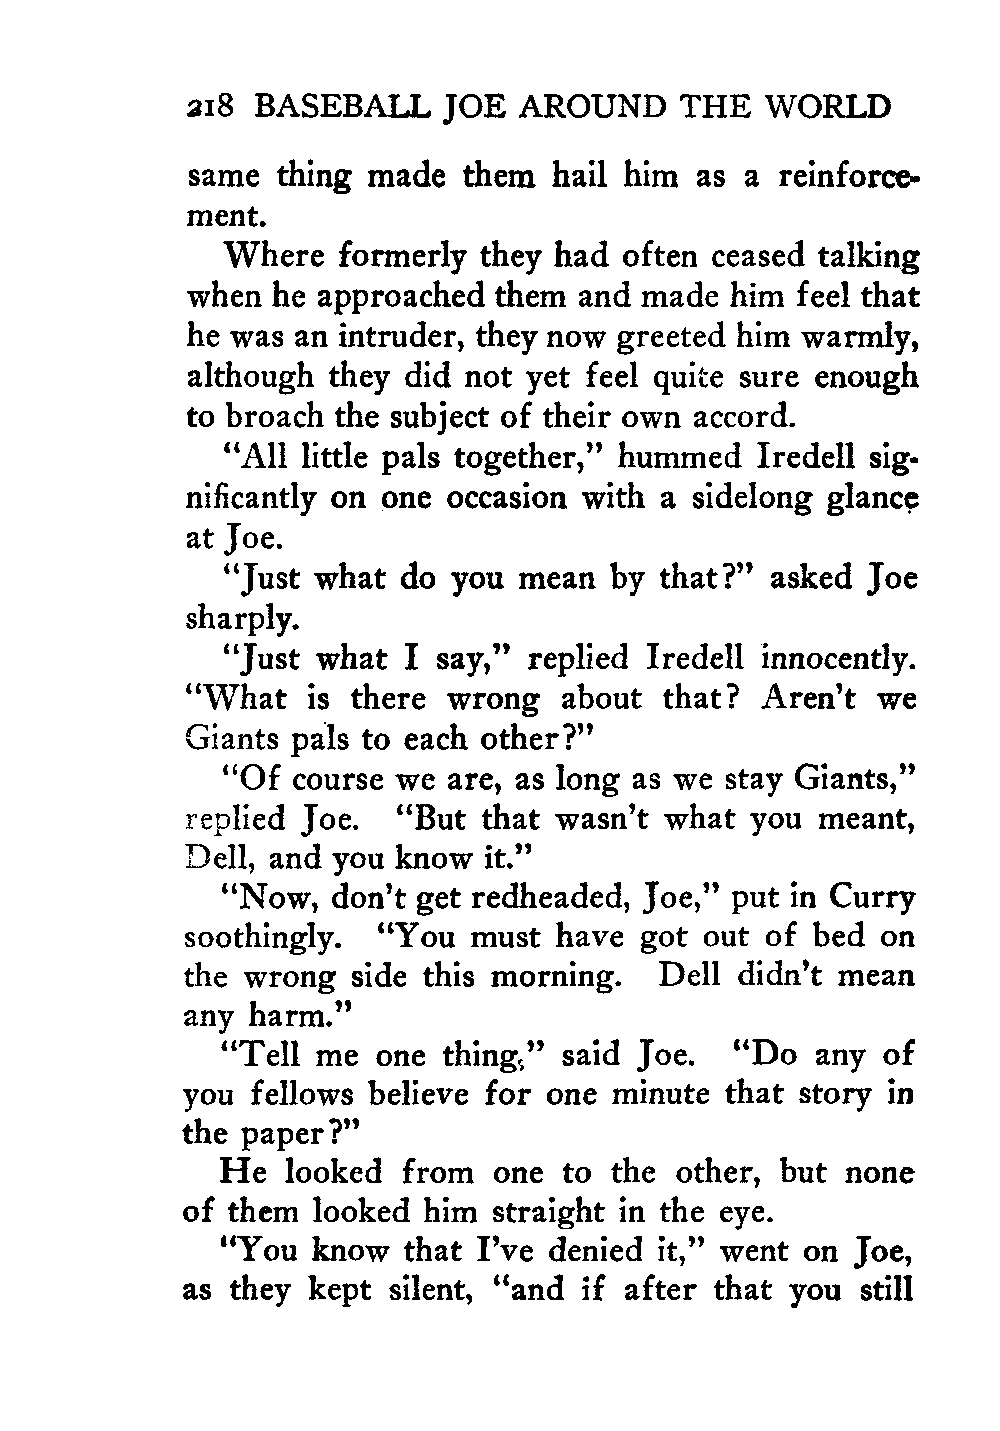 218 BASEBALL JOE AROUND THE WORLD
same thing made them hail him as a reinforce-
ment.
Where formerly they had often ceased talking
when he approached them and made him feel that
he was an intruder, they now greeted him warmly,
although they did not yet feel quite sure enough
to broach the subject of their own accord.
“All little pals together,” hummed Iredell sig-
nificantly on one occasion with a sidelong glance
at Joe.
“Just what do you mean by that?” asked Joe
sharply.
“Just what I say,” replied Iredell innocently.
“What is there wrong about that? Aren’t we
Giants pals to each other?”
“Of course we are, as long as we stay Giants,”
replied Joe. “But that wasn’t what you meant,
Dell, and you know it.”
“Now, don’t get redheaded, Joe,” put in Curry
soothingly. “You must have got out of bed on
the wrong side this morning. Dell didn’t mean
any harm.”
“Tell me one thing,” said Joe. “Do any of
you fellows believe for one minute that story in
the paper?”
He looked from one to the other, but none
of them looked him straight in the eye.
“You know that I’ve denied it,” went on Joe,
as they kept silent, “and if after that you still